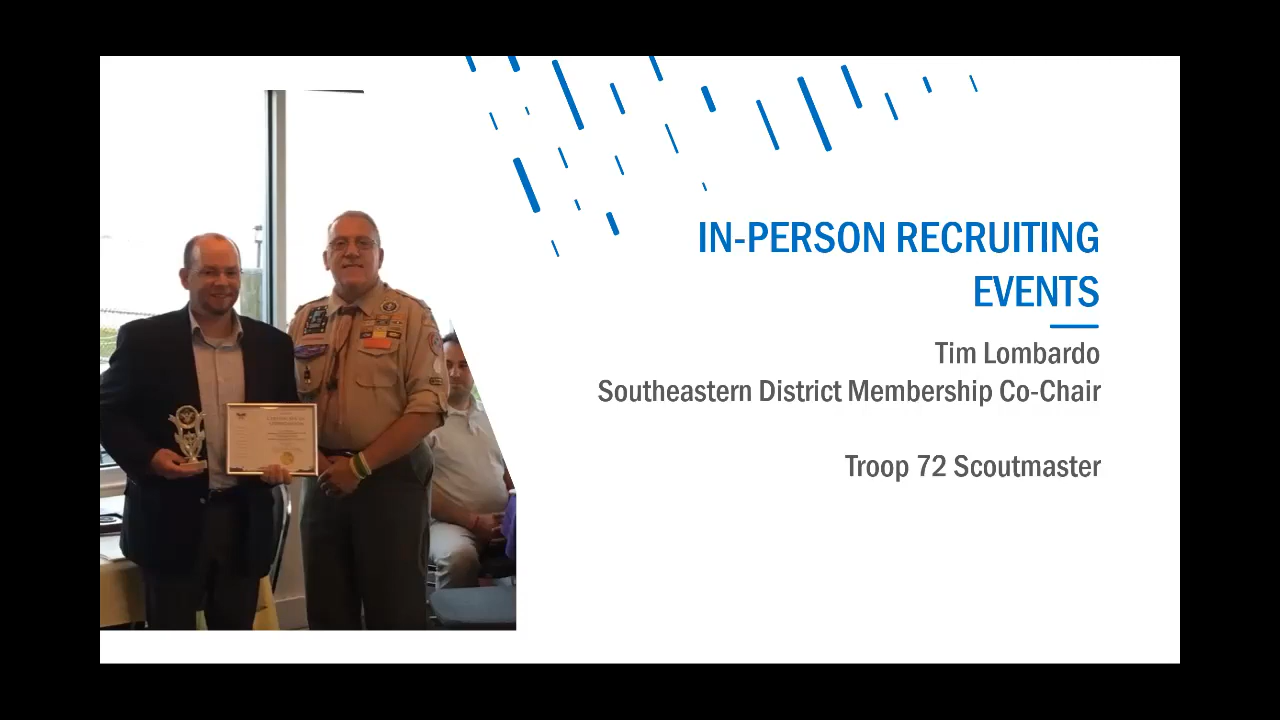 IN-PERSON RECRUITING
EVENTS
Tim Lombardo
Southeastern District Membership Co-Chair
Troop 72 Scoutmaster